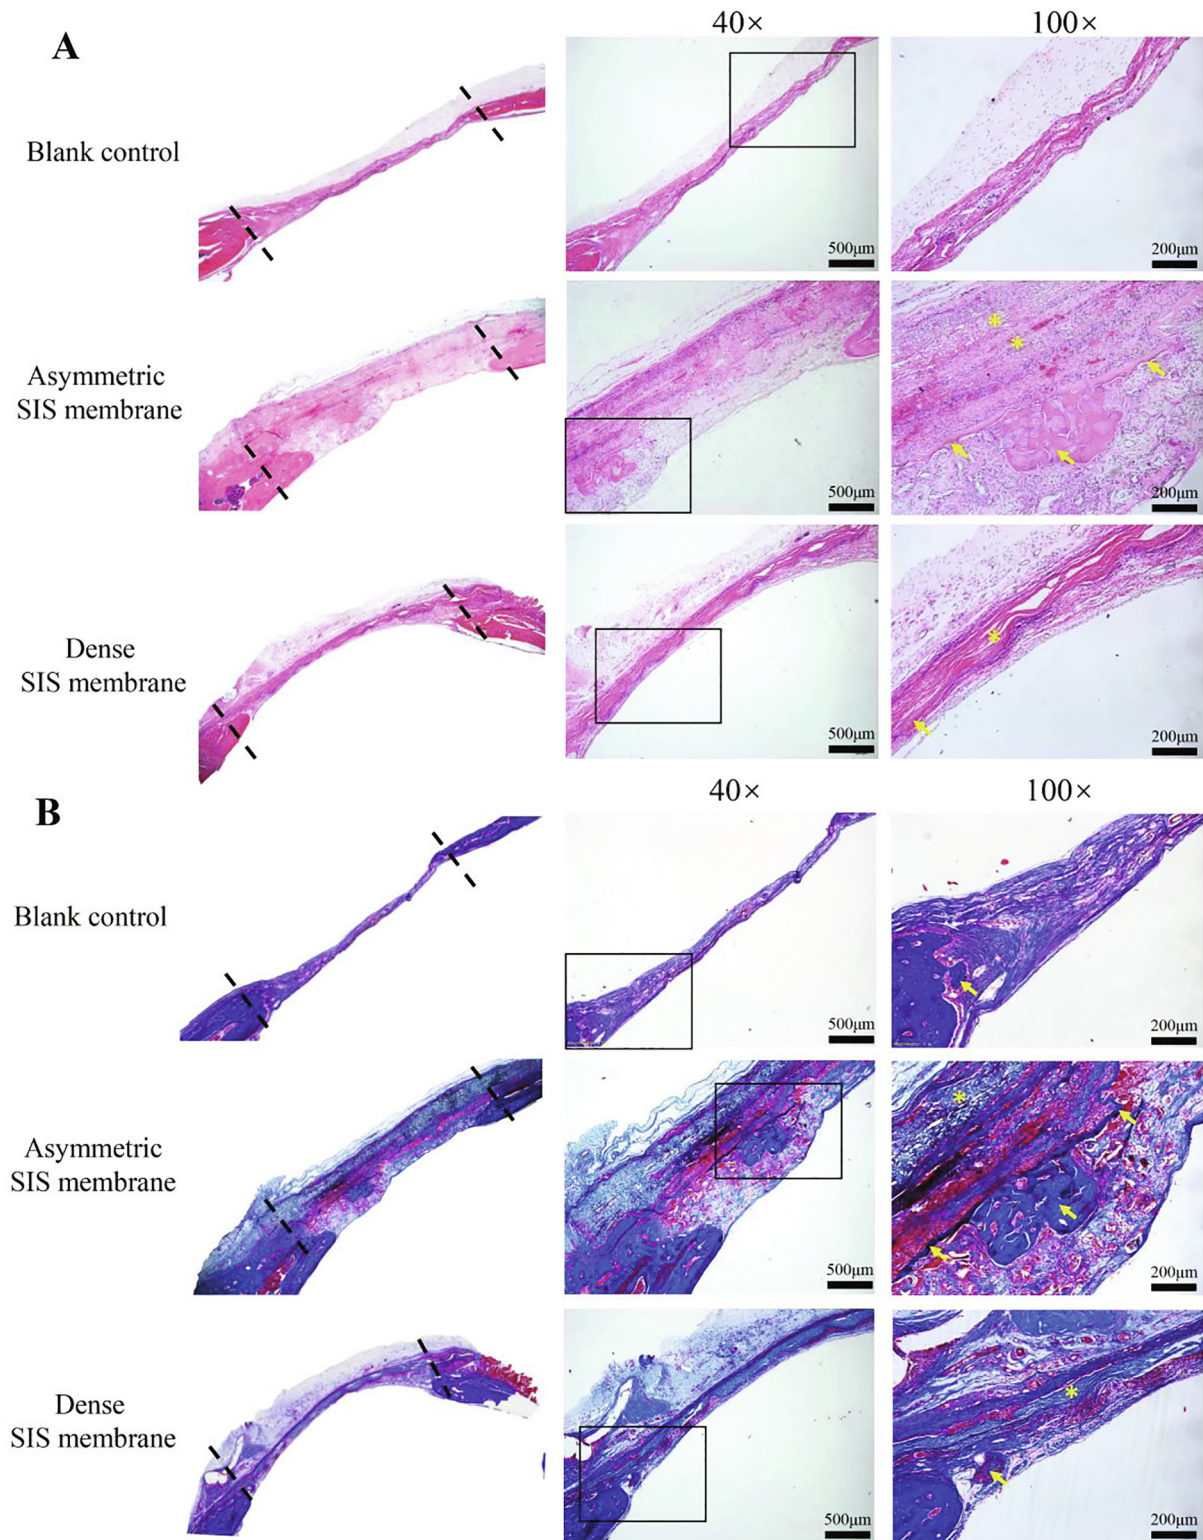 A
40×
100×
Blank control
500μm
200μm
Asymmetric
SIS membrane
500μm
200μm
Dense
SIS membrane
500μm
200μm
B
40×
100×
Blank control
500μm
200μm
Asymmetric
SIS membrane
500μm
200μm
Dense
SIS membrane
500μm
200μm